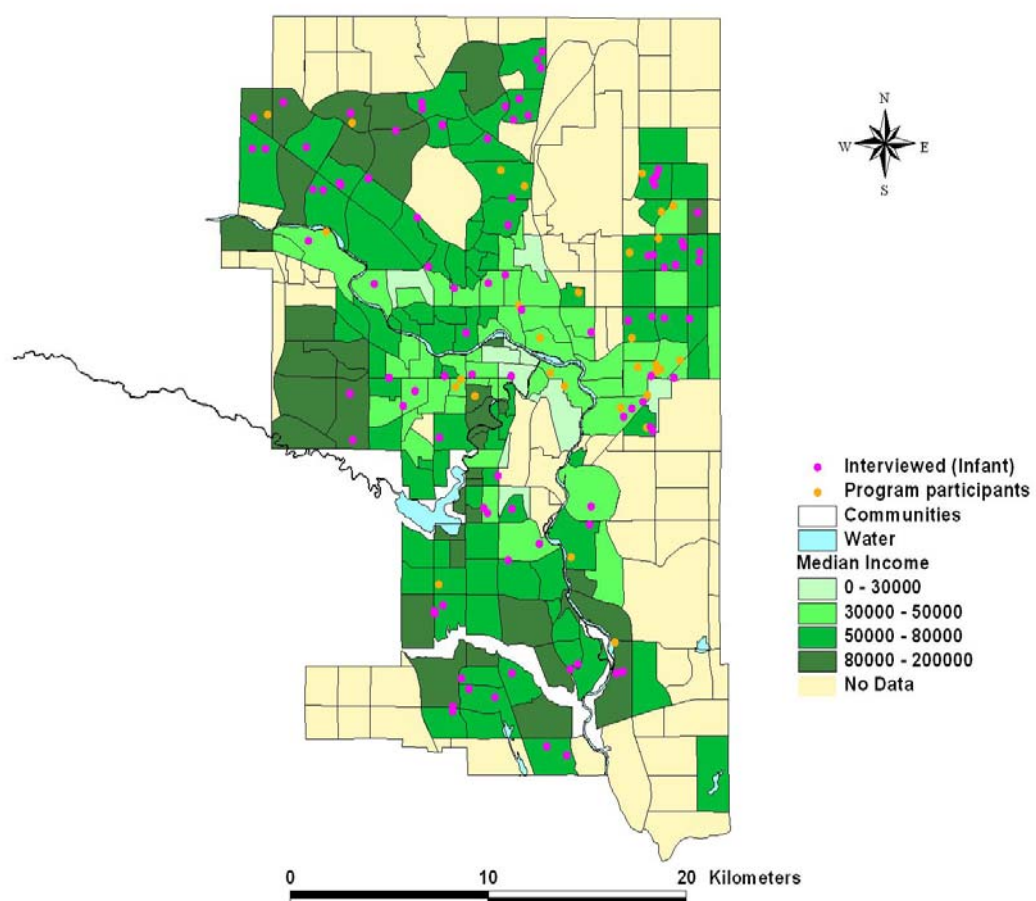 N
W E
S
Interviewed (Infant)
Program participants
Communities
Water
Median Income
0 - 30000
30000 - 50000
50000 - 80000
80000 - 200000
No Data
0 10 20 Kilometers